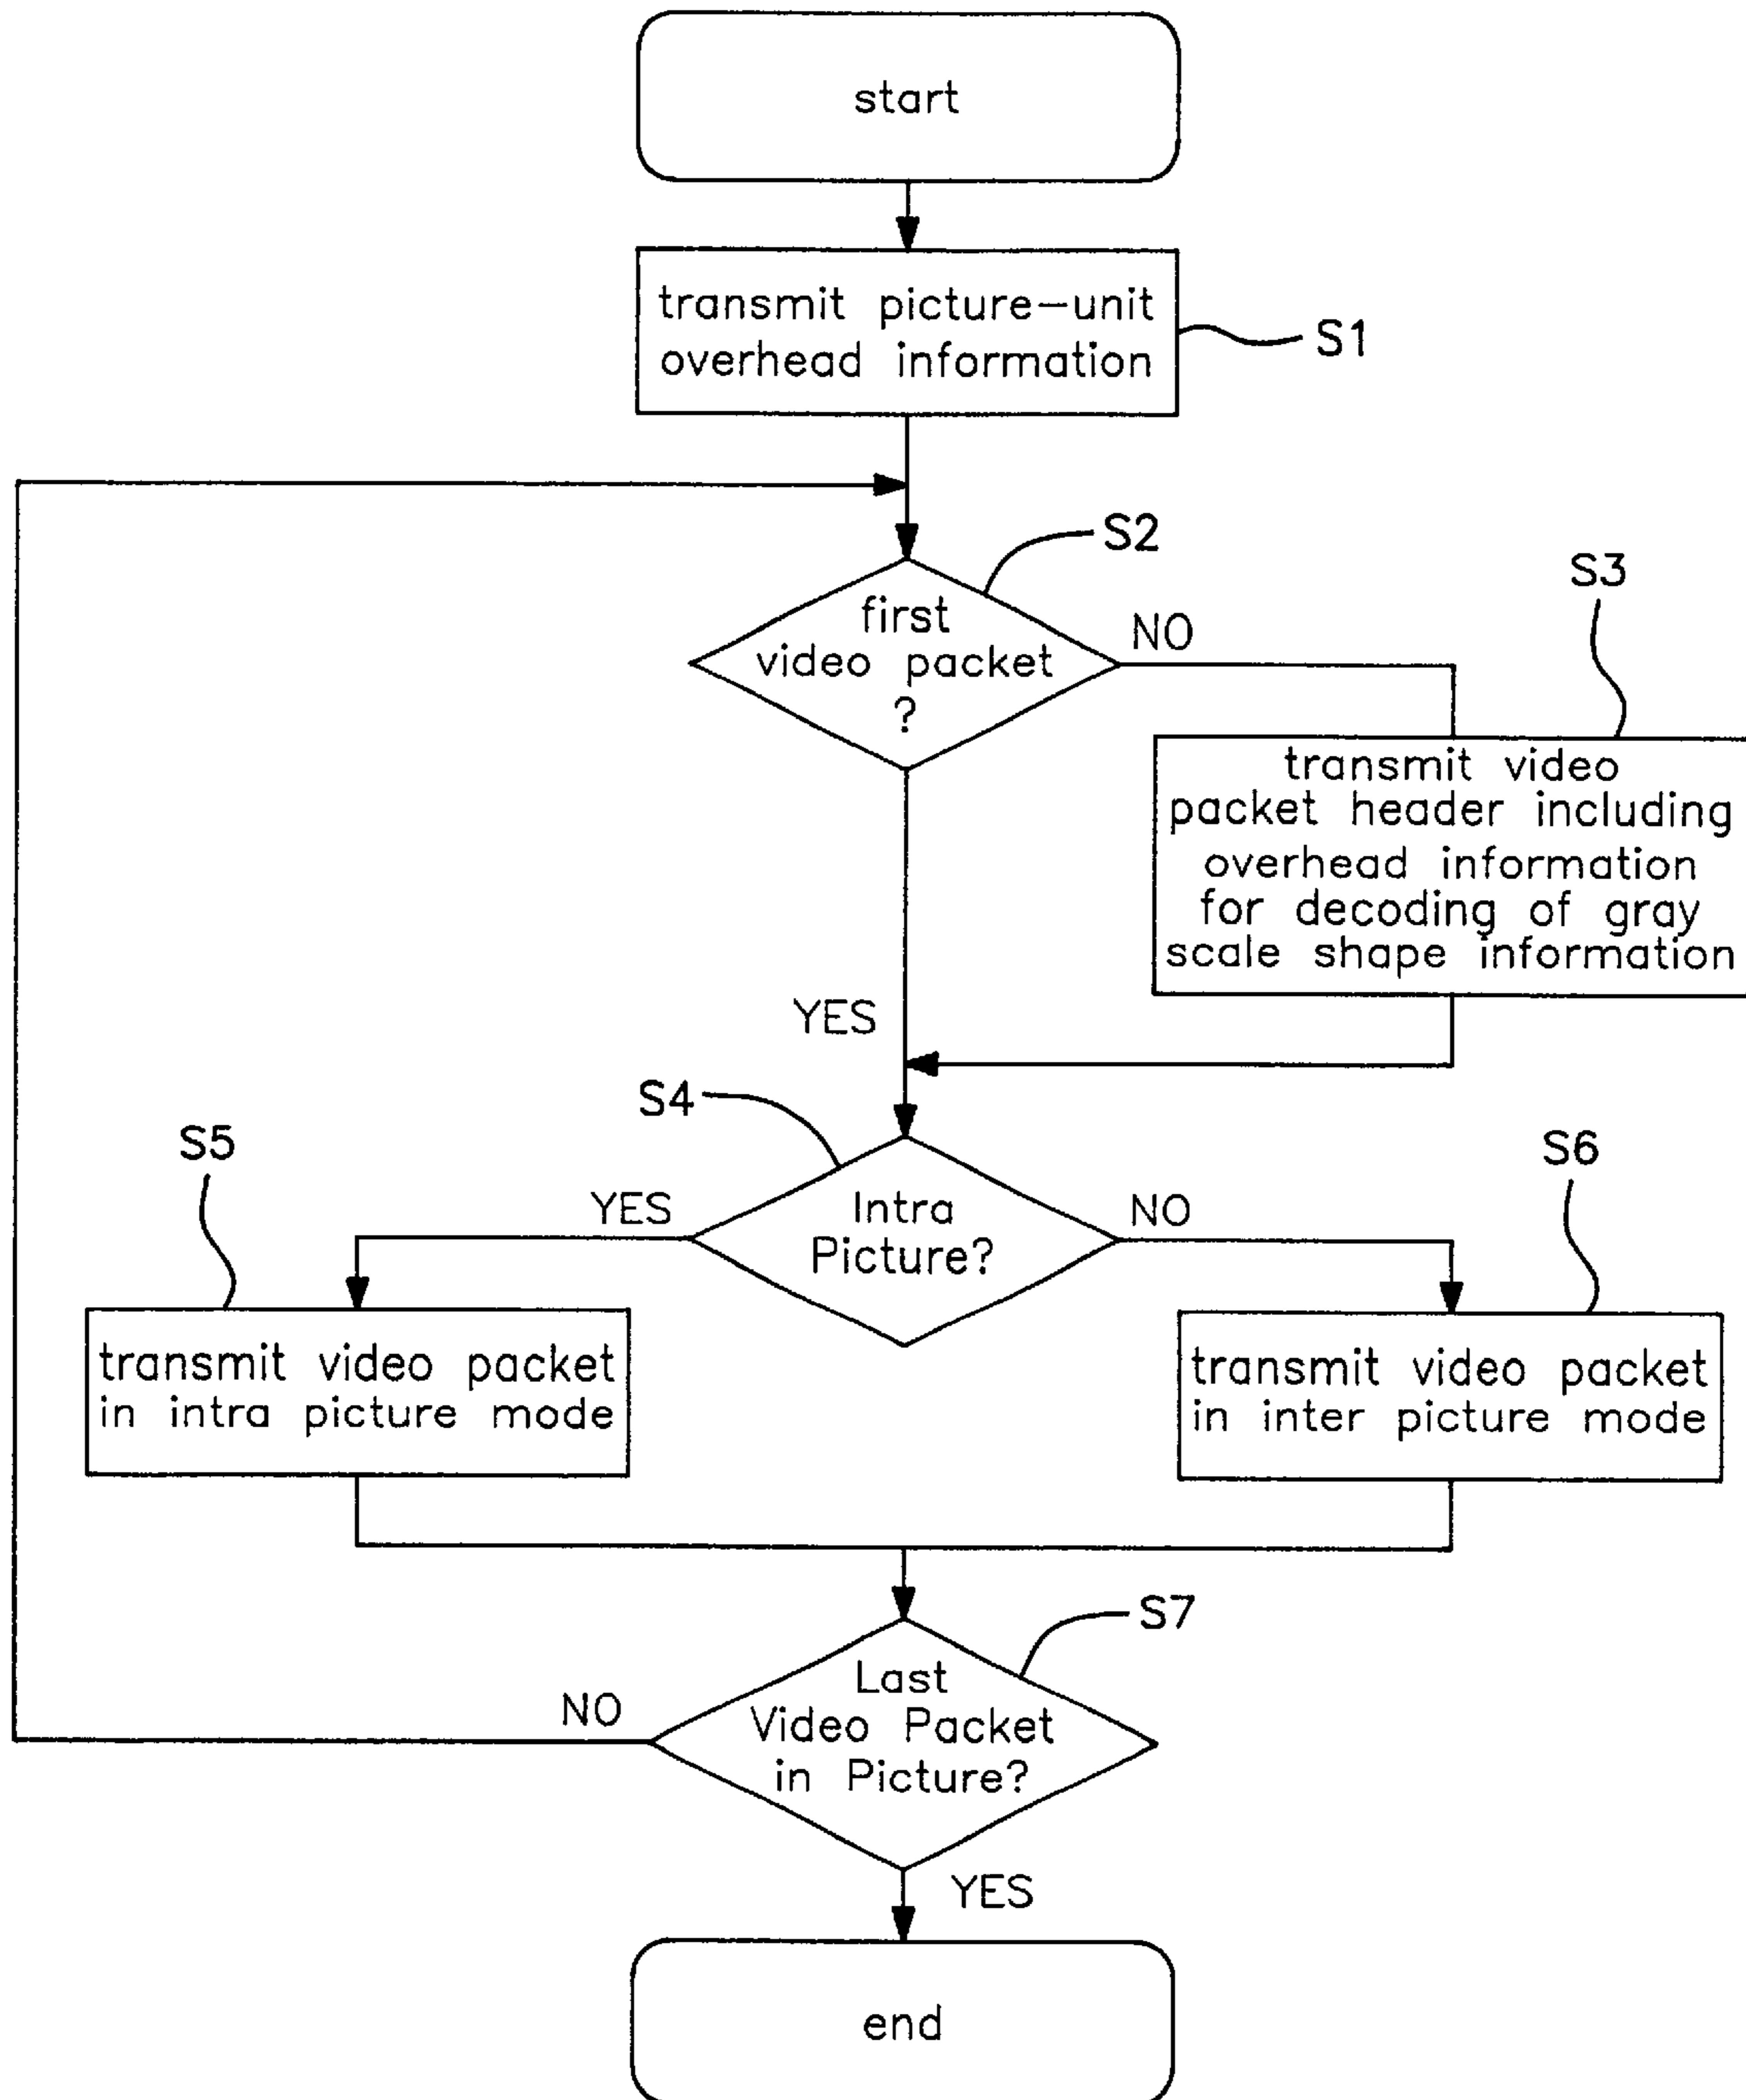 start
transmit picture-unit
overhead information
S1
S2
first
video packet
?
NO
S3
transmit video
packet header including
overhead information
for decoding of gray
scale shape information
YES
S4
Intra
Picture?
YES
NO
S5
transmit video packet
in intra picture mode
S6
transmit video packet
in inter picture mode
S7
Last
Video Packet
in Picture?
NO
YES
end